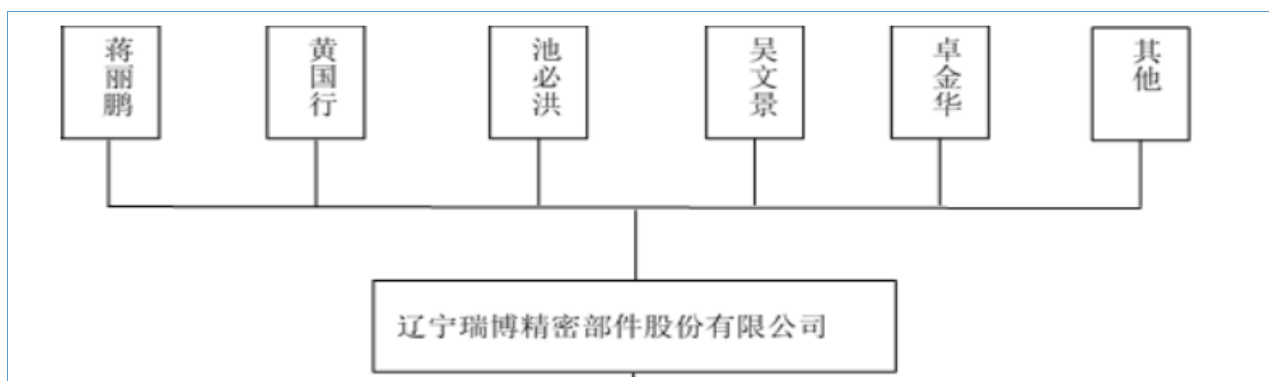 蒋丽鹏
黄国行
池必洪
吴文景
卓金华
其他
辽宁瑞博精密部件股份有限公司